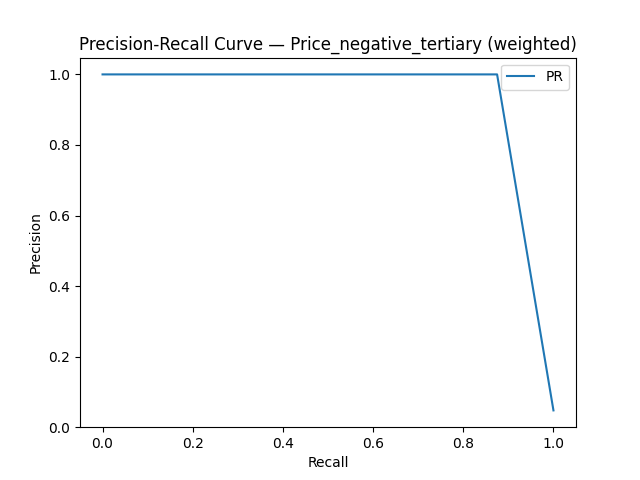 Precision-Recall Curve — Price_negative_tertiary (weighted)
PR
1.0
0.8
0.6
0.4
0.2
0.0
Precision
0.0 0.2 0.4 0.6 0.8 1.0
Recall